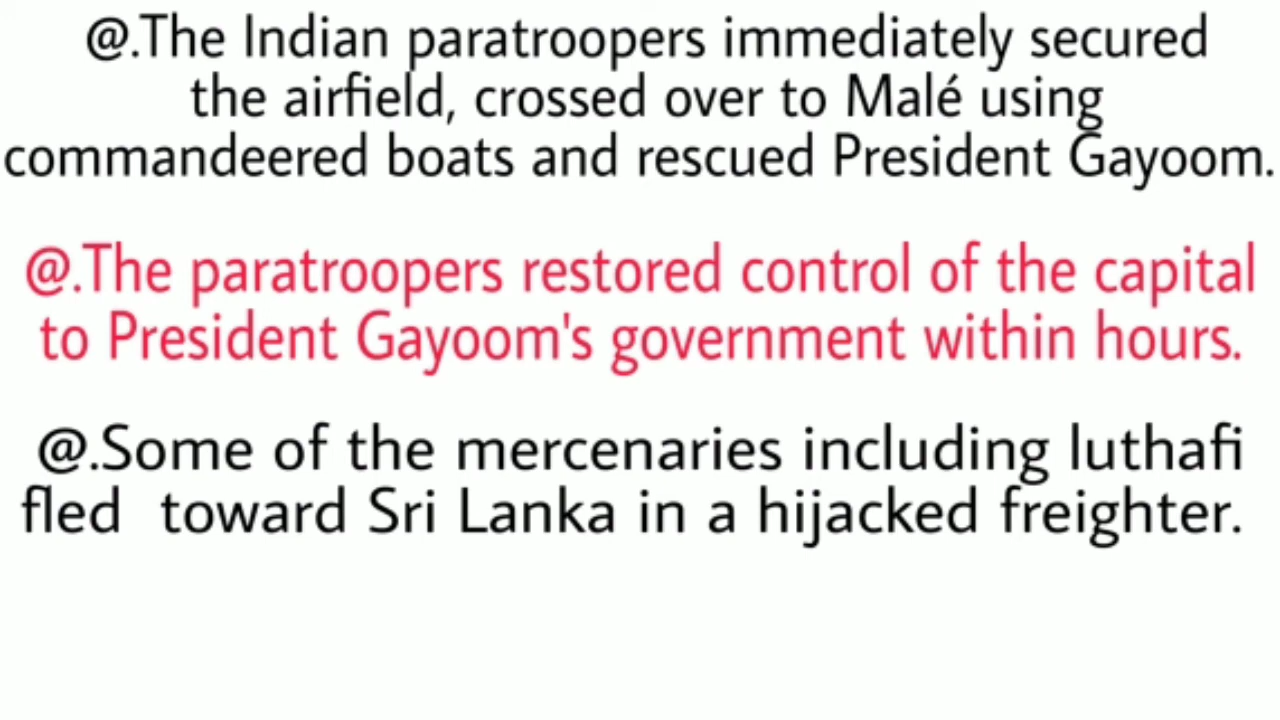 @.The Indian paratroopers immediately secured
the airfield, crossed over to Malé using
commandeered boats and rescued President Gayoom.
@.The paratroopers restored control of the capital
to President Gayoom's government within hours.
@.Some of the mercenaries including luthafi
fled  toward Sri Lanka in a hijacked freighter.